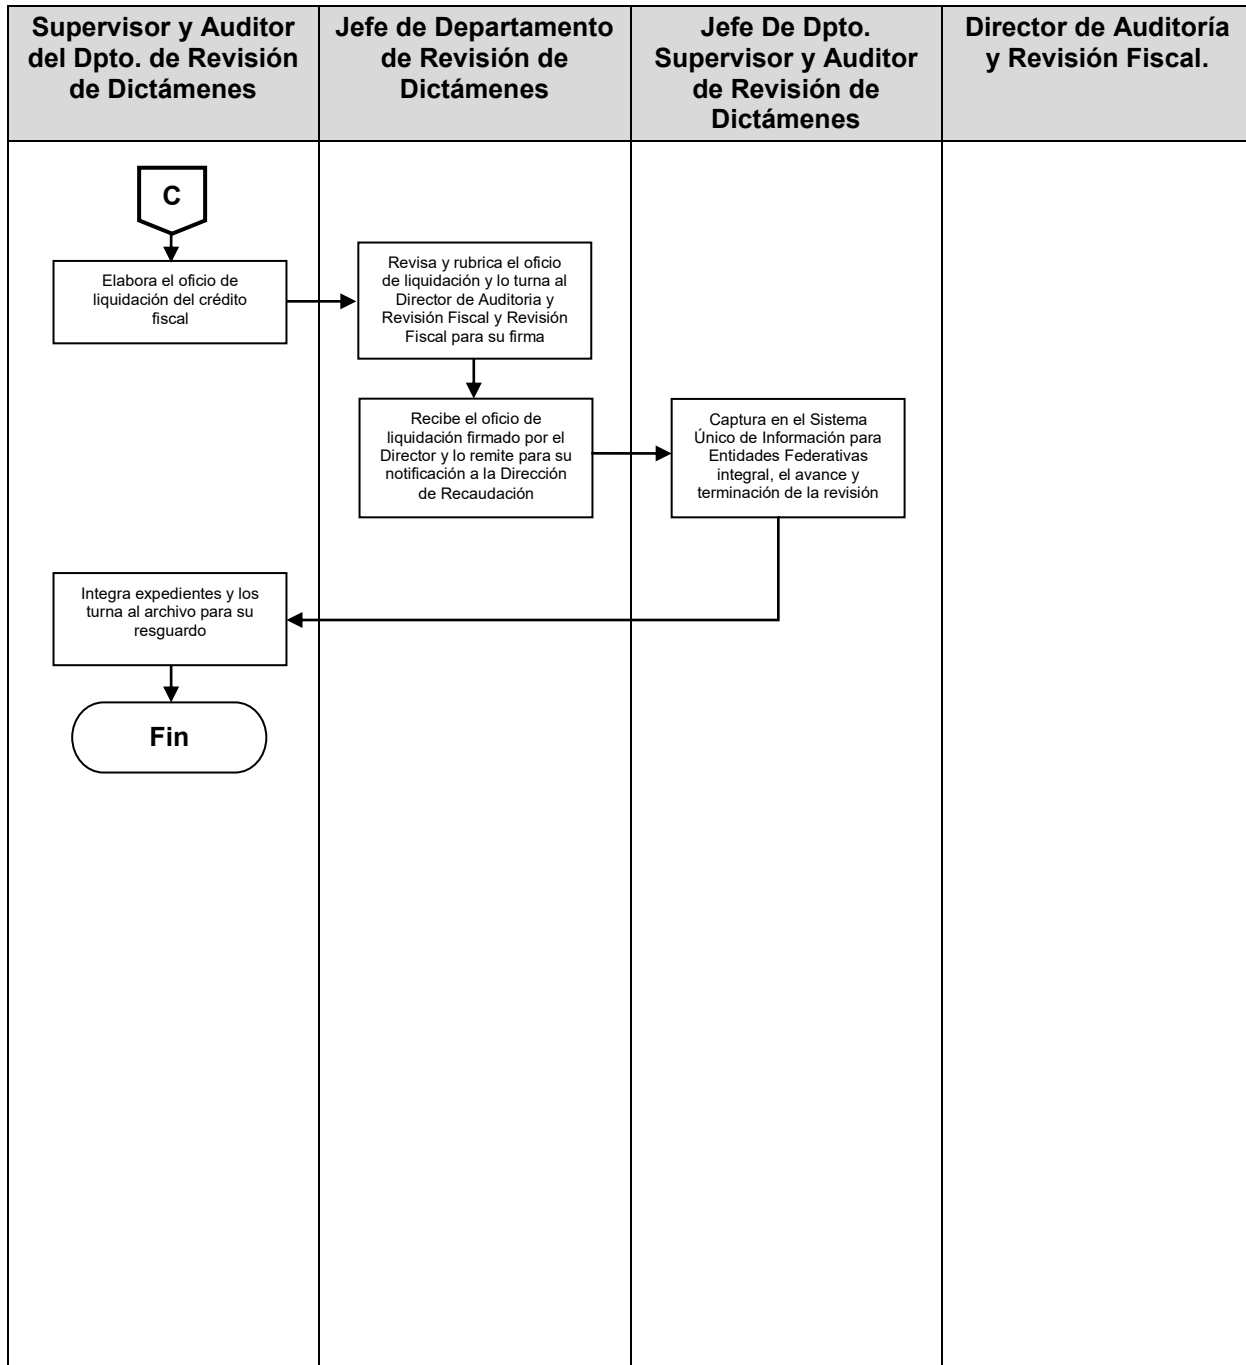 Supervisor y Auditor
del Dpto. de Revisión
de Dictámenes
Jefe de Departamento
de Revisión de
Dictámenes
Jefe De Dpto.
Supervisor y Auditor
de Revisión de
Dictámenes
Director de Auditoría
y Revisión Fiscal.
C
Elabora el oficio de
liquidación del crédito
fiscal
Revisa y rubrica el oficio
de liquidación y lo turna al
Director de Auditoria y
Revisión Fiscal y Revisión
Fiscal para su firma
Recibe el oficio de
liquidación firmado por el
Director y lo remite para su
notificación a la Dirección
de Recaudación
Captura en el Sistema
Único de Información para
Entidades Federativas
integral, el avance y
terminación de la revisión
Integra expedientes y los
turna al archivo para su
resguardo
Fin